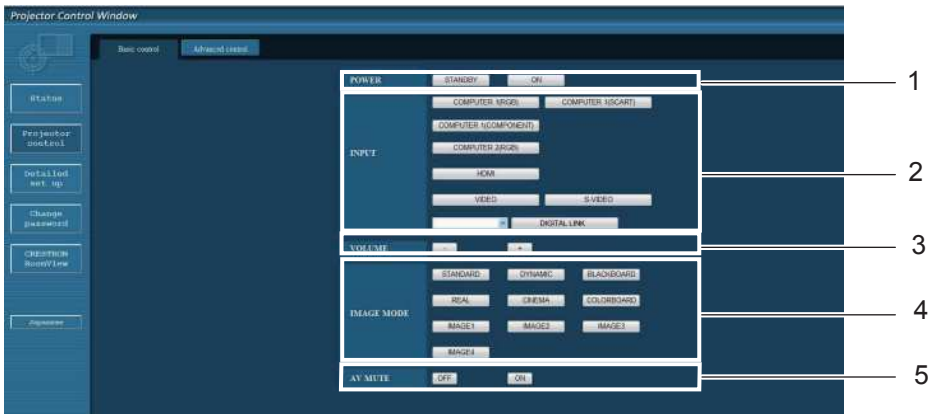 Projector Control Window
Basic control Advanced control
Status
Projector control
Detailed set up
Change password
CRESTRON RoomView
Japanese
POWER STANDBY ON 1
COMPUTER 1(RGB) COMPUTER 1(SCART)
COMPUTER 1(COMPONENT)
COMPUTER 2(RGB)
INPUT
HDMI 2
VIDEO S-VIDEO
DIGITAL LINK
VOLUME - + 3
STANDARD DYNAMIC BLACKBOARD
REAL CINEMA COLORBOARD
IMAGE MODE 4
IMAGE1 IMAGE2 IMAGE3
IMAGE4
AV MUTE OFF ON 5